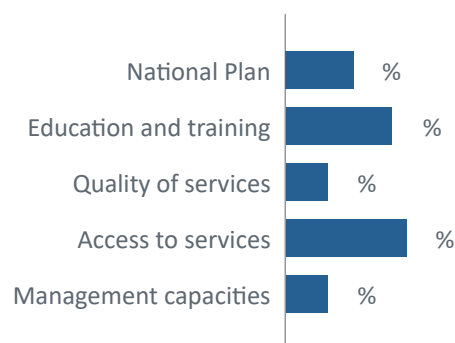 National Plan %
Education and training %
Quality of services %
Access to services %
Management capacities %